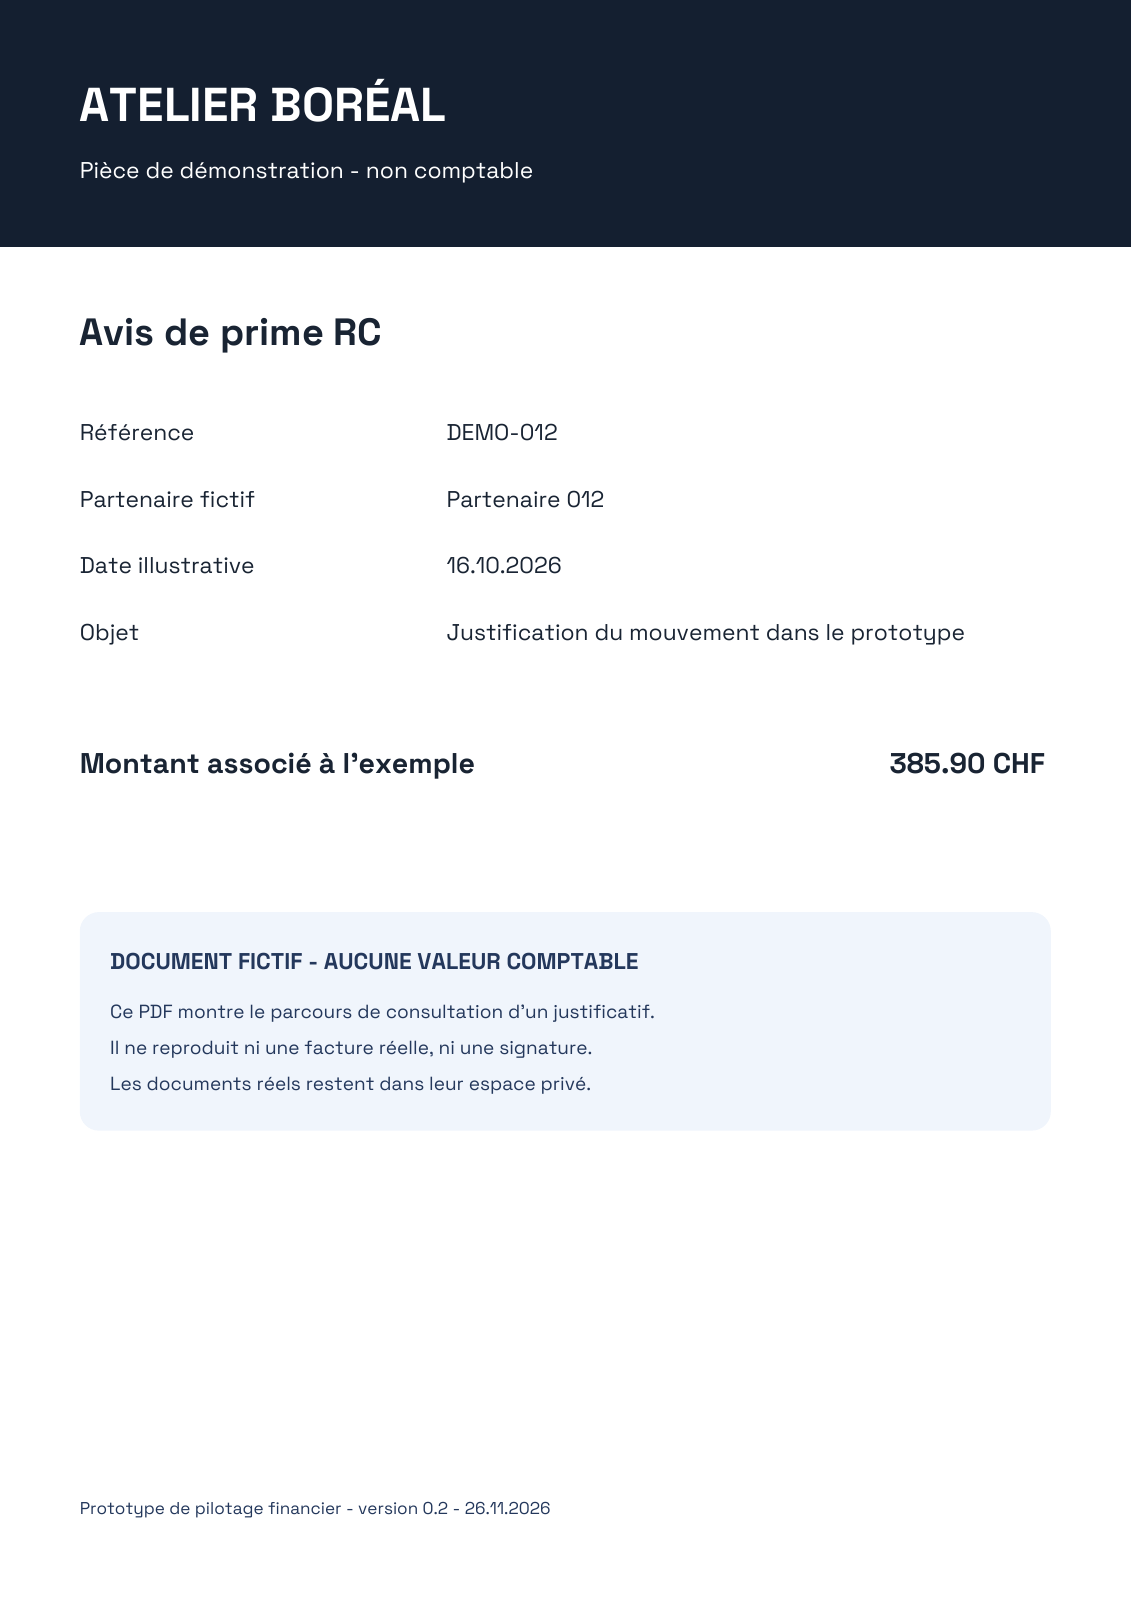 ATELIER BORÉAL
Pièce de démonstration - non comptable
Avis de prime RC
Référence DEMO-012
Partenaire fictif Partenaire 012
Date illustrative 16.10.2026
Objet Justification du mouvement dans le prototype
Montant associé à l’exemple 385.90 CHF
DOCUMENT FICTIF - AUCUNE VALEUR COMPTABLE
Ce PDF montre le parcours de consultation d’un justificatif.
Il ne reproduit ni une facture réelle, ni une signature.
Les documents réels restent dans leur espace privé.
Prototype de pilotage financier - version 0.2 - 26.11.2026